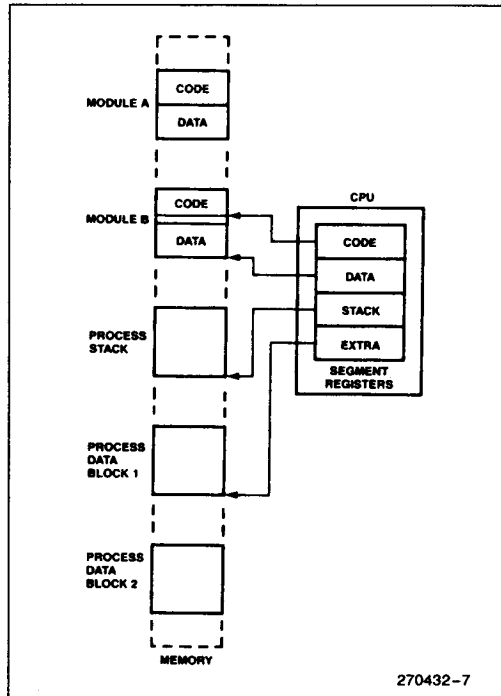 MODULE A
CODE
DATA
MODULE B
CODE
DATA
CPU
CODE
DATA
STACK
EXTRA
SEGMENT
REGISTERS
PROCESS
STACK
PROCESS
DATA
BLOCK 1
PROCESS
DATA
BLOCK 2
MEMORY
270432-7